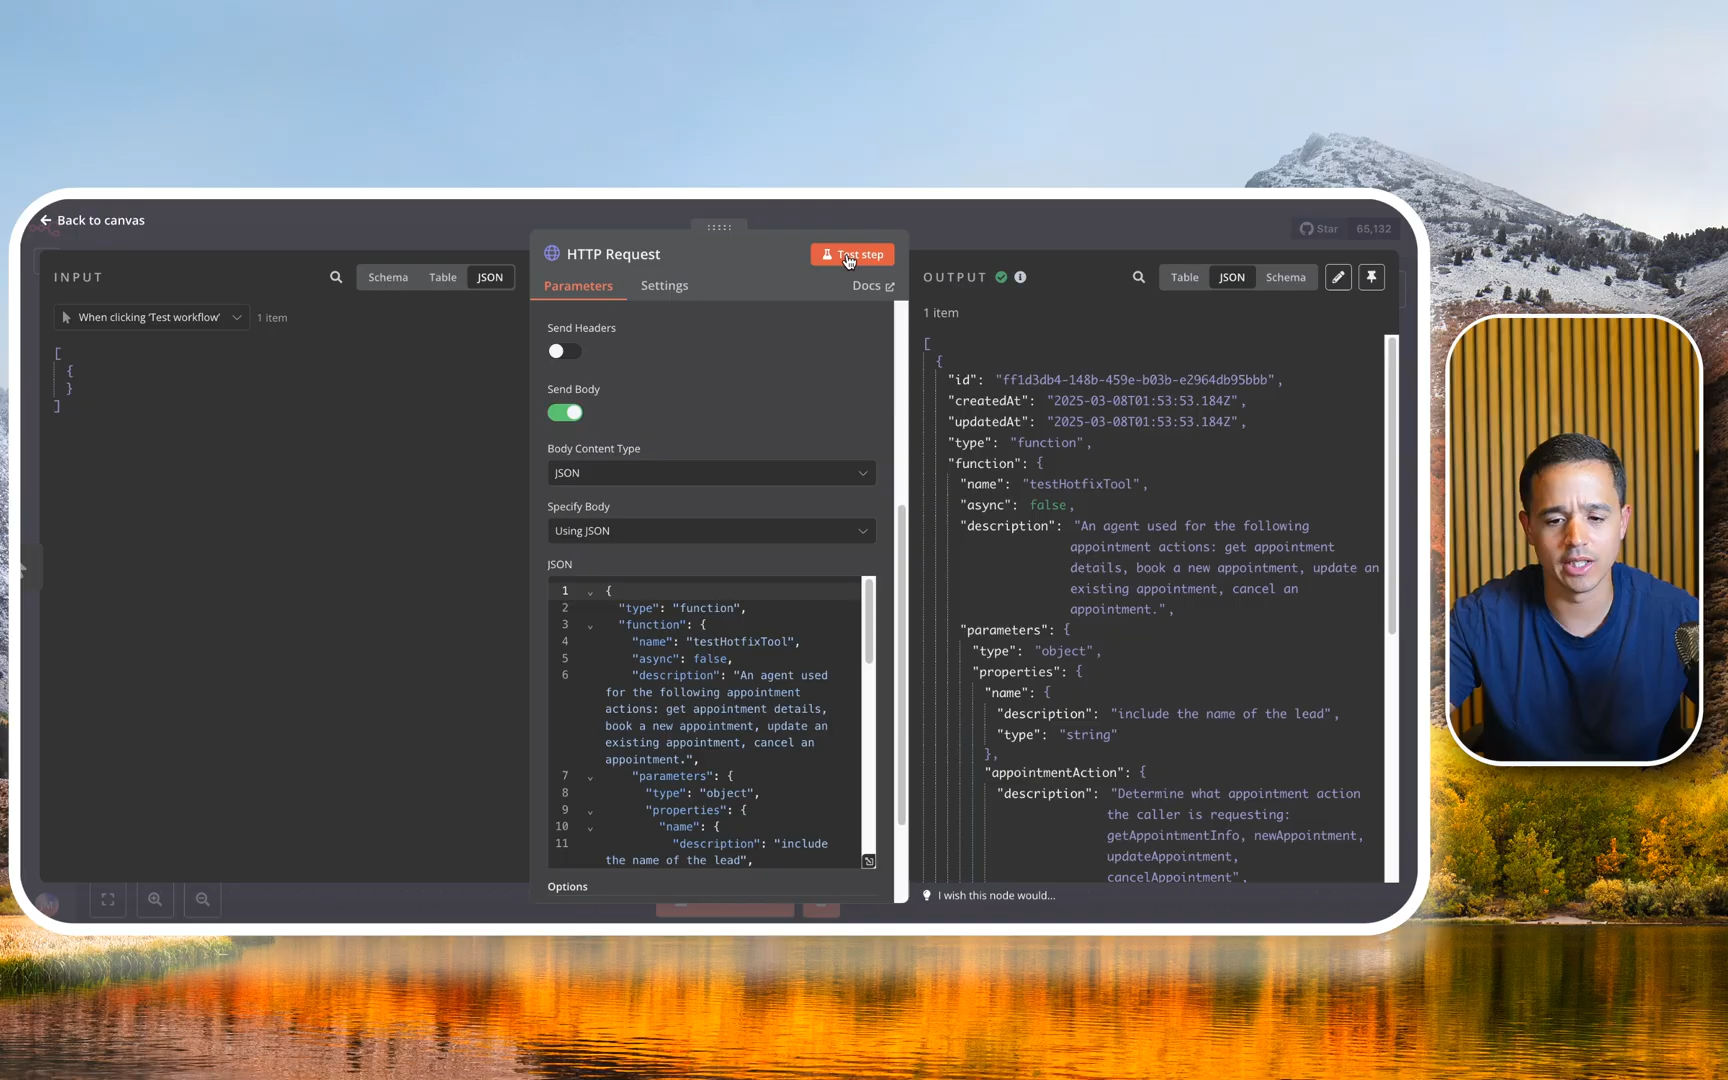 Back to canvas
Star 65,132
INPUT
Schema Table JSON
When clicking 'Test workflow' 1 item
[
{
}
]
HTTP Request
Test step
Parameters Settings Docs
Send Headers
Send Body
Body Content Type
JSON
Specify Body
Using JSON
JSON
1 {
2 "type": "function",
3 "function": {
4 "name": "testHotfixTool",
5 "async": false,
6 "description": "An agent used
for the following appointment
actions: get appointment details,
book a new appointment, update an
existing appointment, cancel an
appointment.",
7 "parameters": {
8 "type": "object",
9 "properties": {
10 "name": {
11 "description": "include
the name of the lead",
Options
OUTPUT
Table JSON Schema
1 item
[
{
"id": "ff1d3db4-148b-459e-b03b-e2964db95bbb",
"createdAt": "2025-03-08T01:53:53.184Z",
"updatedAt": "2025-03-08T01:53:53.184Z",
"type": "function",
"function": {
"name": "testHotfixTool",
"async": false,
"description": "An agent used for the following
appointment actions: get appointment
details, book a new appointment, update an
existing appointment, cancel an
appointment.",
"parameters": {
"type": "object",
"properties": {
"name": {
"description": "include the name of the lead",
"type": "string"
},
"appointmentAction": {
"description": "Determine what appointment action
the caller is requesting:
getAppointmentInfo, newAppointment,
updateAppointment,
cancelAppointment",
I wish this node would...